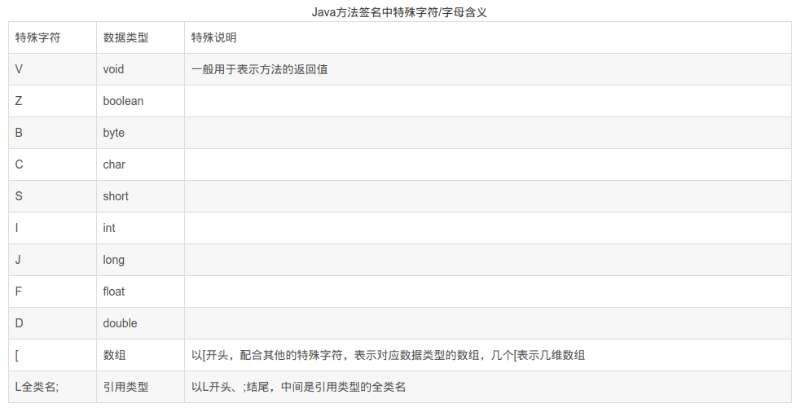 Java方法签名中特殊字符/字母含义
特殊字符 数据类型 特殊说明
V void 一般用于表示方法的返回值
Z boolean
B byte
C char
S short
I int
J long
F float
D double
[ 数组 以[开头，配合其他的特殊字符，表示对应数据类型的数组，几个[表示几维数组
L全类名; 引用类型 以L开头、;结尾，中间是引用类型的全类名